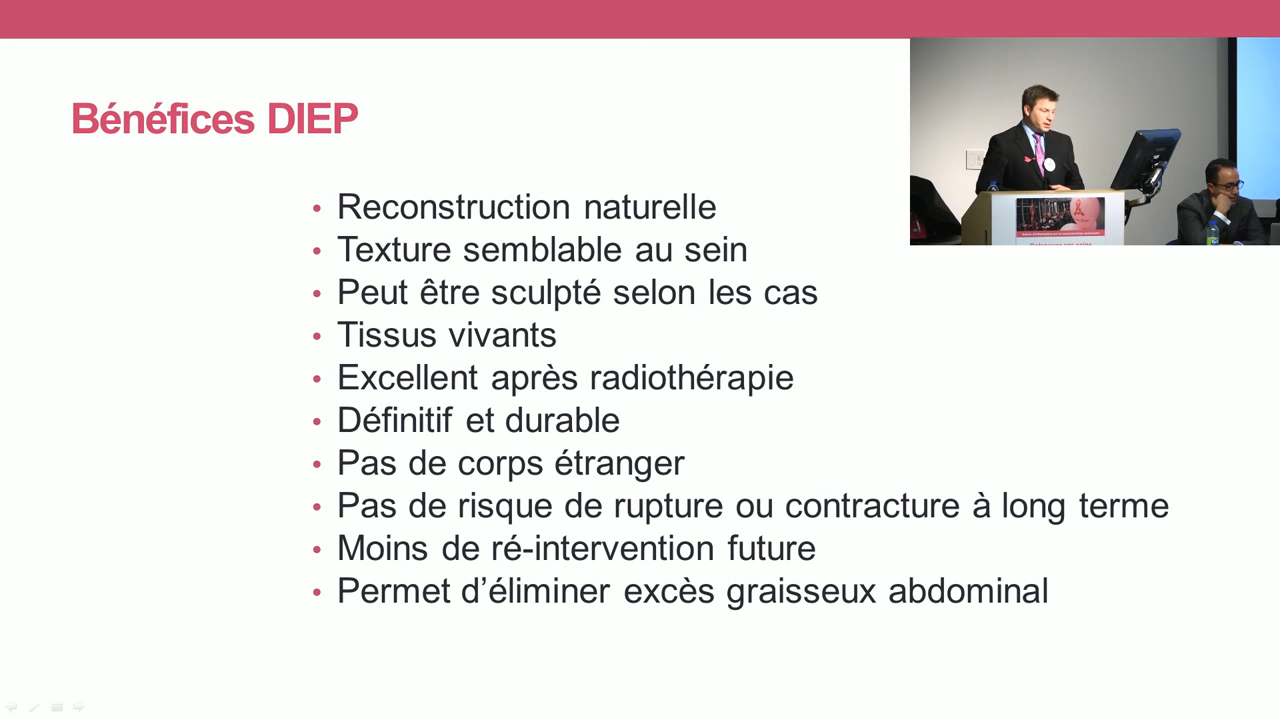 Bénéfices DIEP
• Reconstruction naturelle
• Texture semblable au sein
• Peut être sculpté selon les cas
• Tissus vivants
• Excellent après radiothérapie
• Définitif et durable
• Pas de corps étranger
• Pas de risque de rupture ou contracture à long terme
• Moins de ré-intervention future
• Permet d’éliminer excès graisseux abdominal